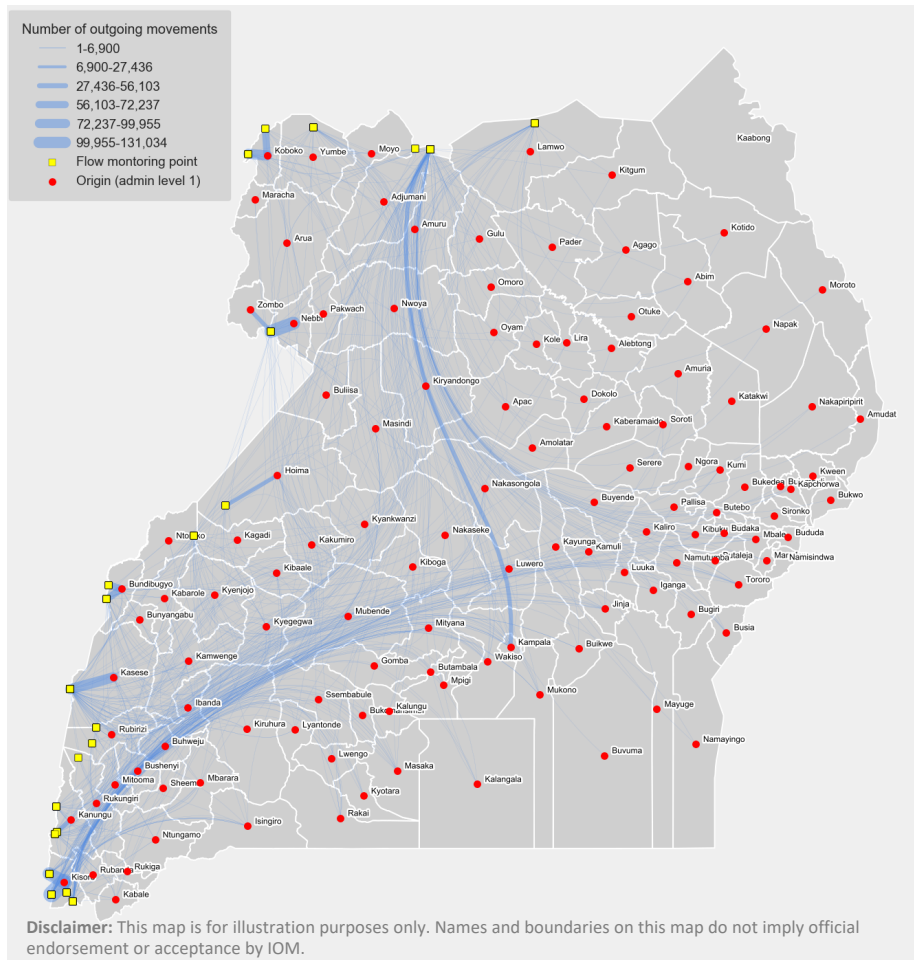 Number of outgoing movements
1-6,900
6,900-27,436
27,436-56,103
56,103-72,237
72,237-99,955
99,955-131,034
Flow montoring point
Origin (admin level 1)
Kaabong
Koboko
Yumbe
Moyo
Lamwo
Kitgum
Maracha
Adjumani
Amuru
Arua
Gulu
Pader
Agago
Kotido
Abim
Moroto
Omoro
Zombo
Nebbi
Pakwach
Nwoya
Otuke
Napak
Oyam
Kole
Lira
Alebtong
Amuria
Kiryandongo
Buliisa
Apac
Dokolo
Katakwi
Nakapiripirit
Amudat
Masindi
Kaberamaido
Soroti
Amolatar
Hoima
Serere
Ngora
Kumi
Kween
Bukedea
Kapchorwa
Bukwo
Nakasongola
Buyende
Pallisa
Butebo
Sironko
Kyankwanzi
Nakaseke
Kaliro
Kibuku
Budaka
Mbale
Bududa
Kagadi
Kakumiro
Kayunga
Kamuli
Namutumba
Namisindwa
Kibaale
Kiboga
Luwero
Luuka
Iganga
Tororo
Bundibugyo
Kabarole
Kyenjojo
Bunyangabu
Mubende
Jinja
Bugiri
Busia
Kyegegwa
Mityana
Kampala
Buikwe
Wakiso
Kamwenge
Gomba
Butambala
Mpigi
Kasese
Mukono
Ibanda
Ssembabule
Kalungu
Mayuge
Rubirizi
Kiruhura
Lyantonde
Buhweju
Namayingo
Lwengo
Buvuma
Bushenyi
Masaka
Mitooma
Mbarara
Kalangala
Rukungiri
Kyotara
Kanungu
Rakai
Isingiro
Ntungamo
Rukiga
Kabale
Disclaimer: This map is for illustration purposes only. Names and boundaries on this map do not imply official
endorsement or acceptance by IOM.